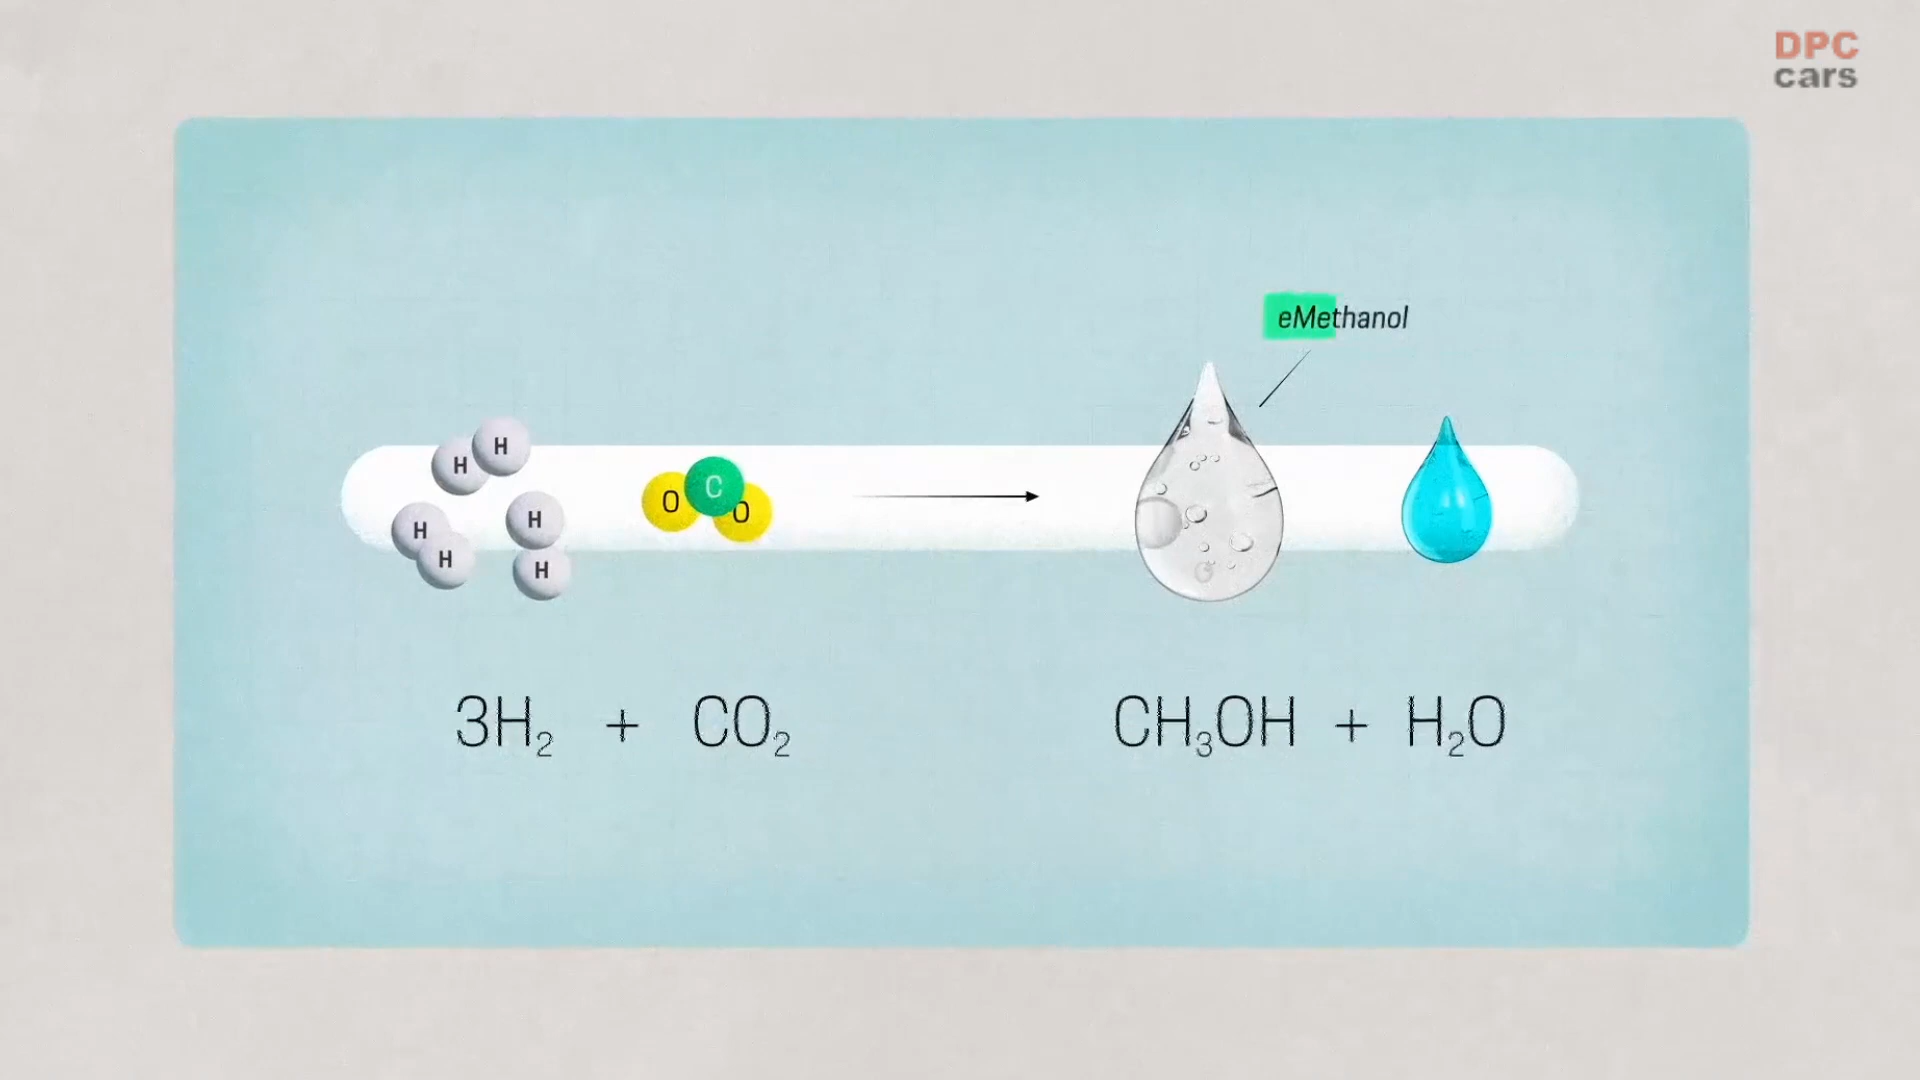 DPC
cars
eMethanol
H
H
H
H
H
H
O
C
O
3H₂ + CO₂
CH₃OH + H₂O